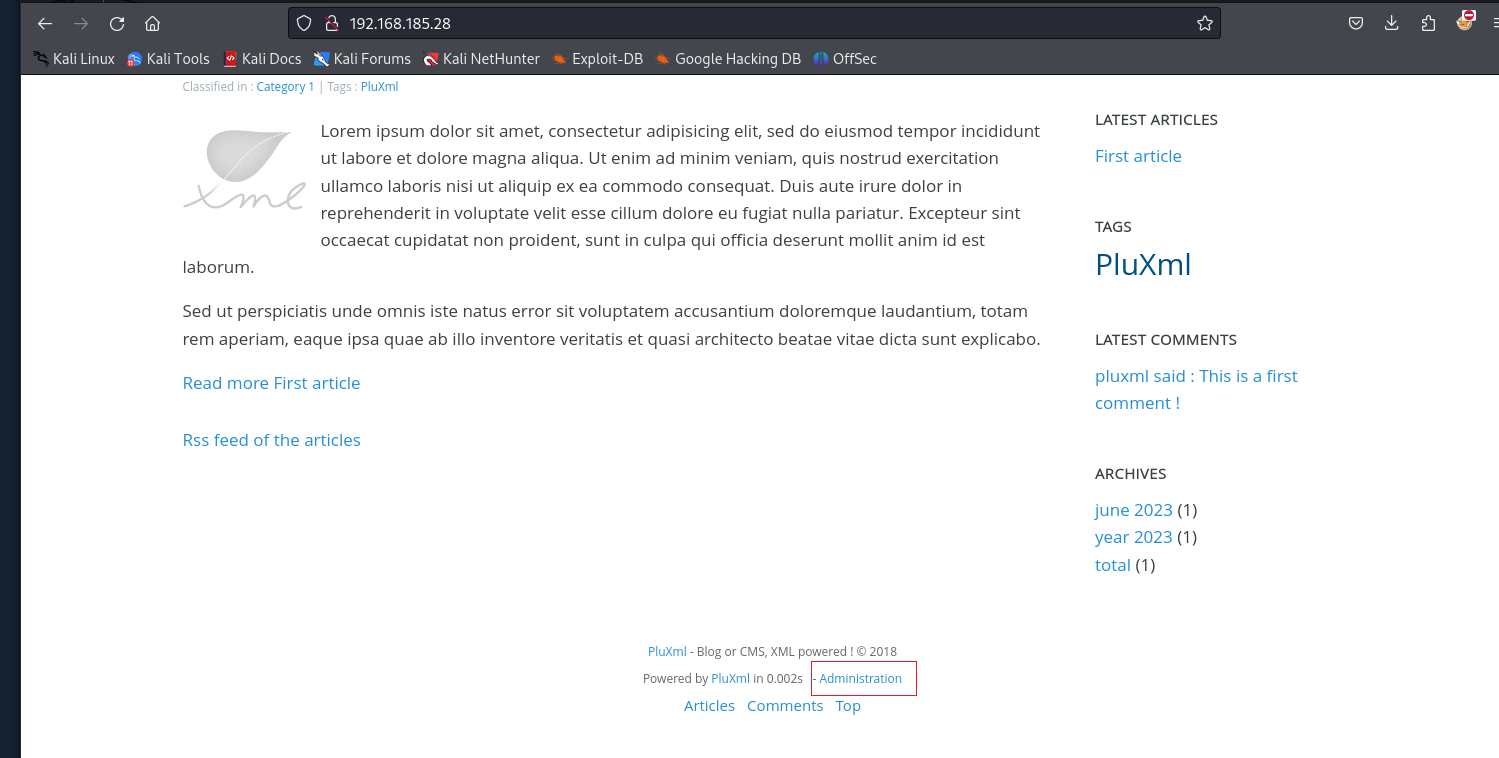 192.168.185.28
Kali Linux Kali Tools Kali Docs Kali Forums Kali NetHunter Exploit-DB Google Hacking DB OffSec
Classified in : Category 1 | Tags : PluXml
xml
Lorem ipsum dolor sit amet, consectetur adipisicing elit, sed do eiusmod tempor incididunt
ut labore et dolore magna aliqua. Ut enim ad minim veniam, quis nostrud exercitation
ullamco laboris nisi ut aliquip ex ea commodo consequat. Duis aute irure dolor in
reprehenderit in voluptate velit esse cillum dolore eu fugiat nulla pariatur. Excepteur sint
occaecat cupidatat non proident, sunt in culpa qui officia deserunt mollit anim id est
laborum.
Sed ut perspiciatis unde omnis iste natus error sit voluptatem accusantium doloremque laudantium, totam
rem aperiam, eaque ipsa quae ab illo inventore veritatis et quasi architecto beatae vitae dicta sunt explicabo.
Read more First article
Rss feed of the articles
LATEST ARTICLES
First article
TAGS
PluXml
LATEST COMMENTS
pluxml said : This is a first
comment !
ARCHIVES
june 2023 (1)
year 2023 (1)
total (1)
PluXml - Blog or CMS, XML powered ! © 2018
Powered by PluXml in 0.002s - Administration
Articles Comments Top